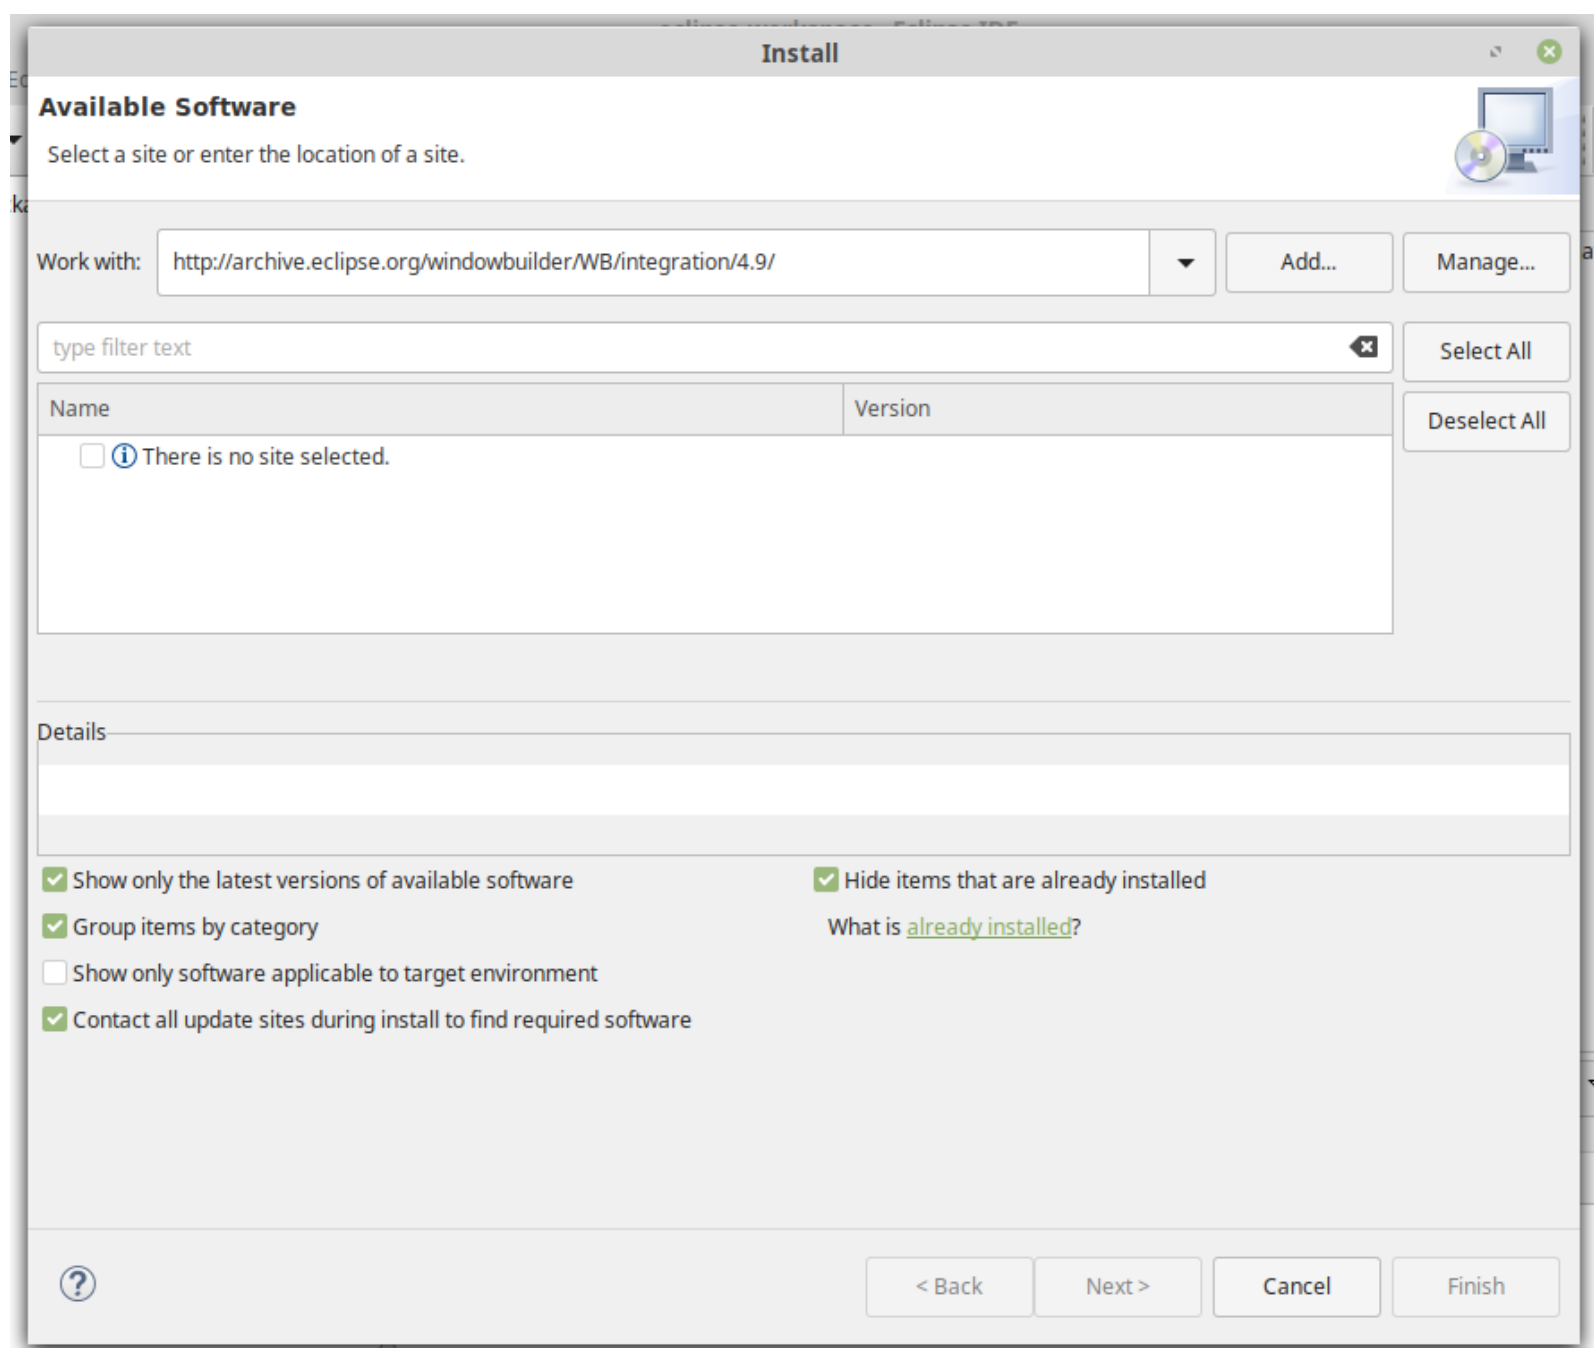 Install
Available Software
Select a site or enter the location of a site.
Work with: http://archive.eclipse.org/windowbuilder/WB/integration/4.9/ Add... Manage...
type filter text Select All
Name Version Deselect All
There is no site selected.
Details
Show only the latest versions of available software Hide items that are already installed
Group items by category What is already installed?
Show only software applicable to target environment
Contact all update sites during install to find required software
< Back Next > Cancel Finish